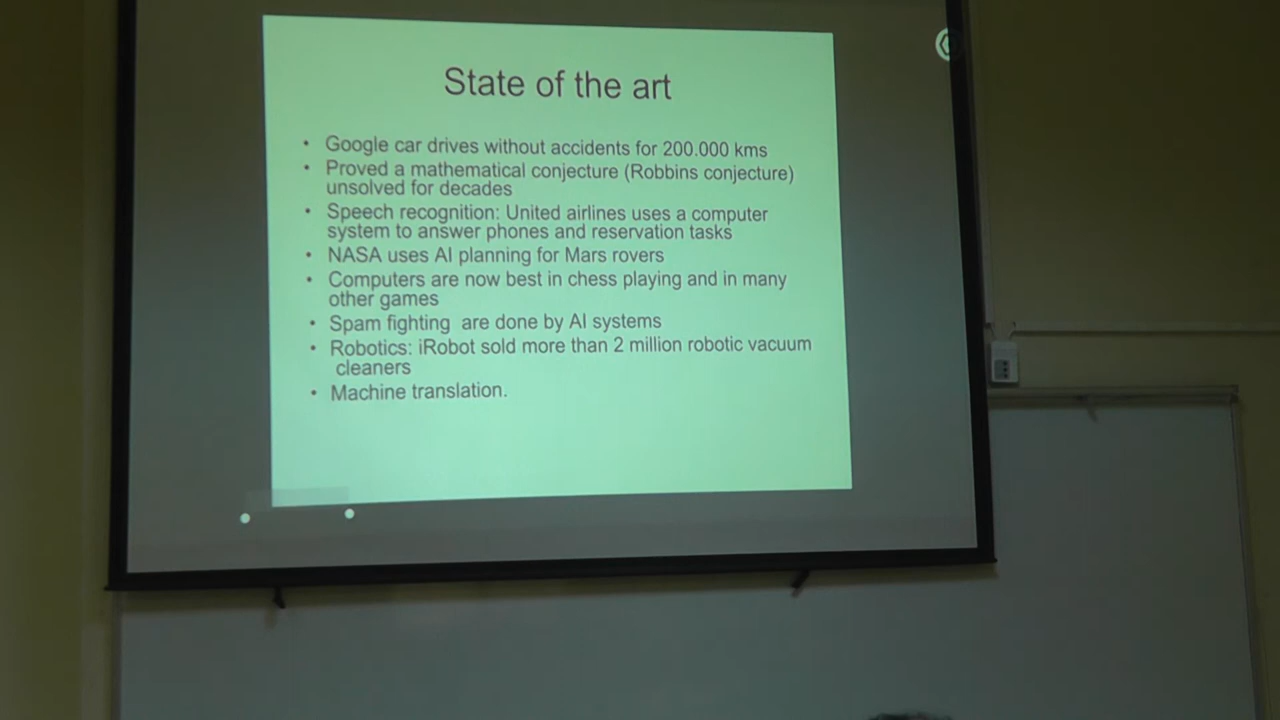 State of the art
• Google car drives without accidents for 200.000 kms
• Proved a mathematical conjecture (Robbins conjecture)
unsolved for decades
• Speech recognition: United airlines uses a computer
system to answer phones and reservation tasks
• NASA uses AI planning for Mars rovers
• Computers are now best in chess playing and in many
other games
• Spam fighting  are done by AI systems
• Robotics: iRobot sold more than 2 million robotic vacuum
cleaners
• Machine translation.